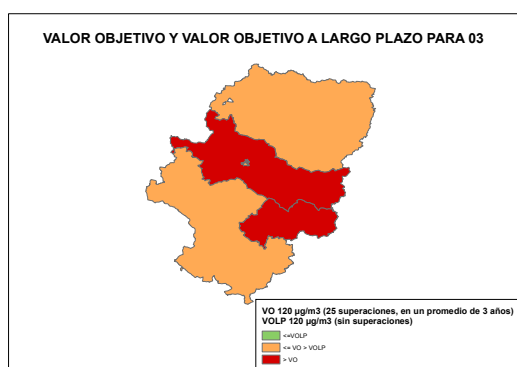 VALOR OBJETIVO Y VALOR OBJETIVO A LARGO PLAZO PARA 03
VO 120 µg/m3 (25 superaciones, en un promedio de 3 años)
VOLP 120 µg/m3 (sin superaciones)
<=VOLP
<= VO > VOLP
> VO